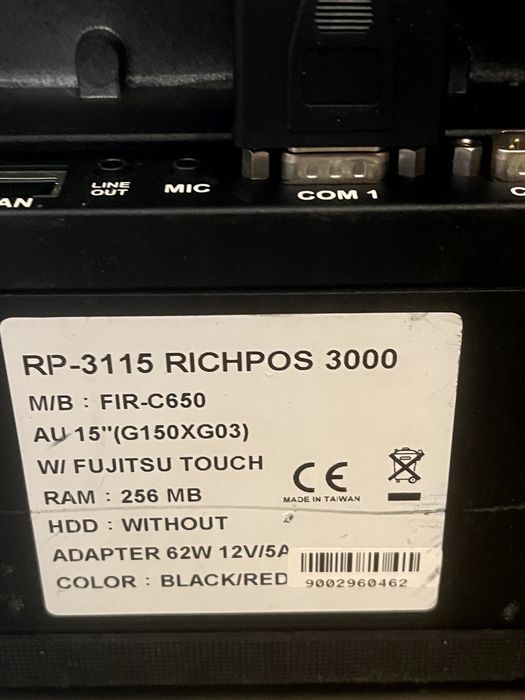 AN
LINE
OUT
MIC
COM 1
C
RP-3115 RICHPOS 3000
M/B : FIR-C650
AU 15"(G150XG03)
W/ FUJITSU TOUCH
CE
MADE IN TAIWAN
RAM : 256 MB
HDD : WITHOUT
ADAPTER 62W 12V/5A
COLOR : BLACK/RED
9002960462